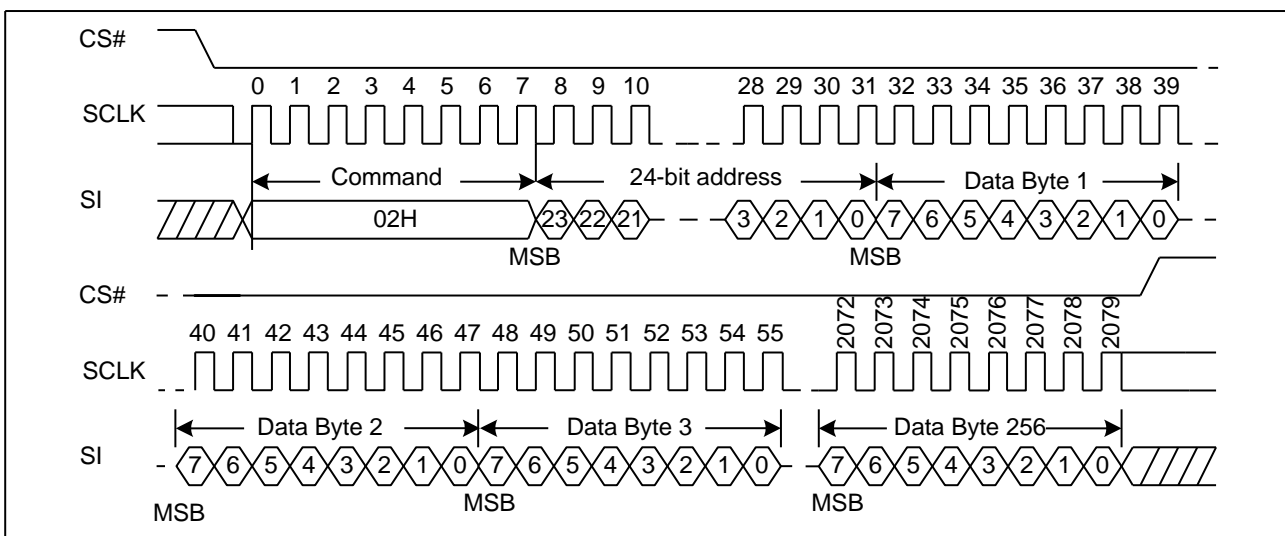 CS#
0 1 2 3 4 5 6 7 8 9 10 28 29 30 31 32 33 34 35 36 37 38 39
SCLK
Command 24-bit address Data Byte 1
SI
02H 23 22 21 3 2 1 0 7 6 5 4 3 2 1 0
MSB MSB
CS#
2072 2073 2074 2075 2076 2077 2078 2079
40 41 42 43 44 45 46 47 48 49 50 51 52 53 54 55
SCLK
Data Byte 2 Data Byte 3 Data Byte 256
SI
7 6 5 4 3 2 1 0 7 6 5 4 3 2 1 0 7 6 5 4 3 2 1 0
MSB MSB MSB